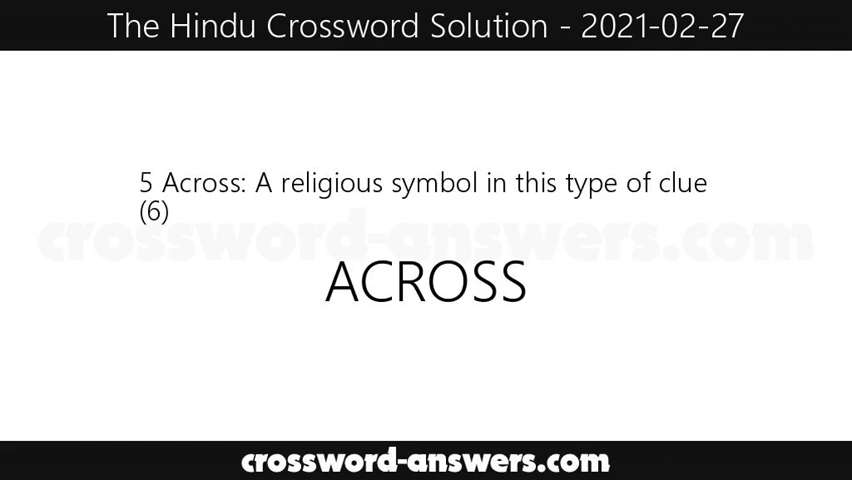 The Hindu Crossword Solution - 2021-02-27
5 Across: A religious symbol in this type of clue
(6)
crossword-answers.com
ACROSS
crossword-answers.com